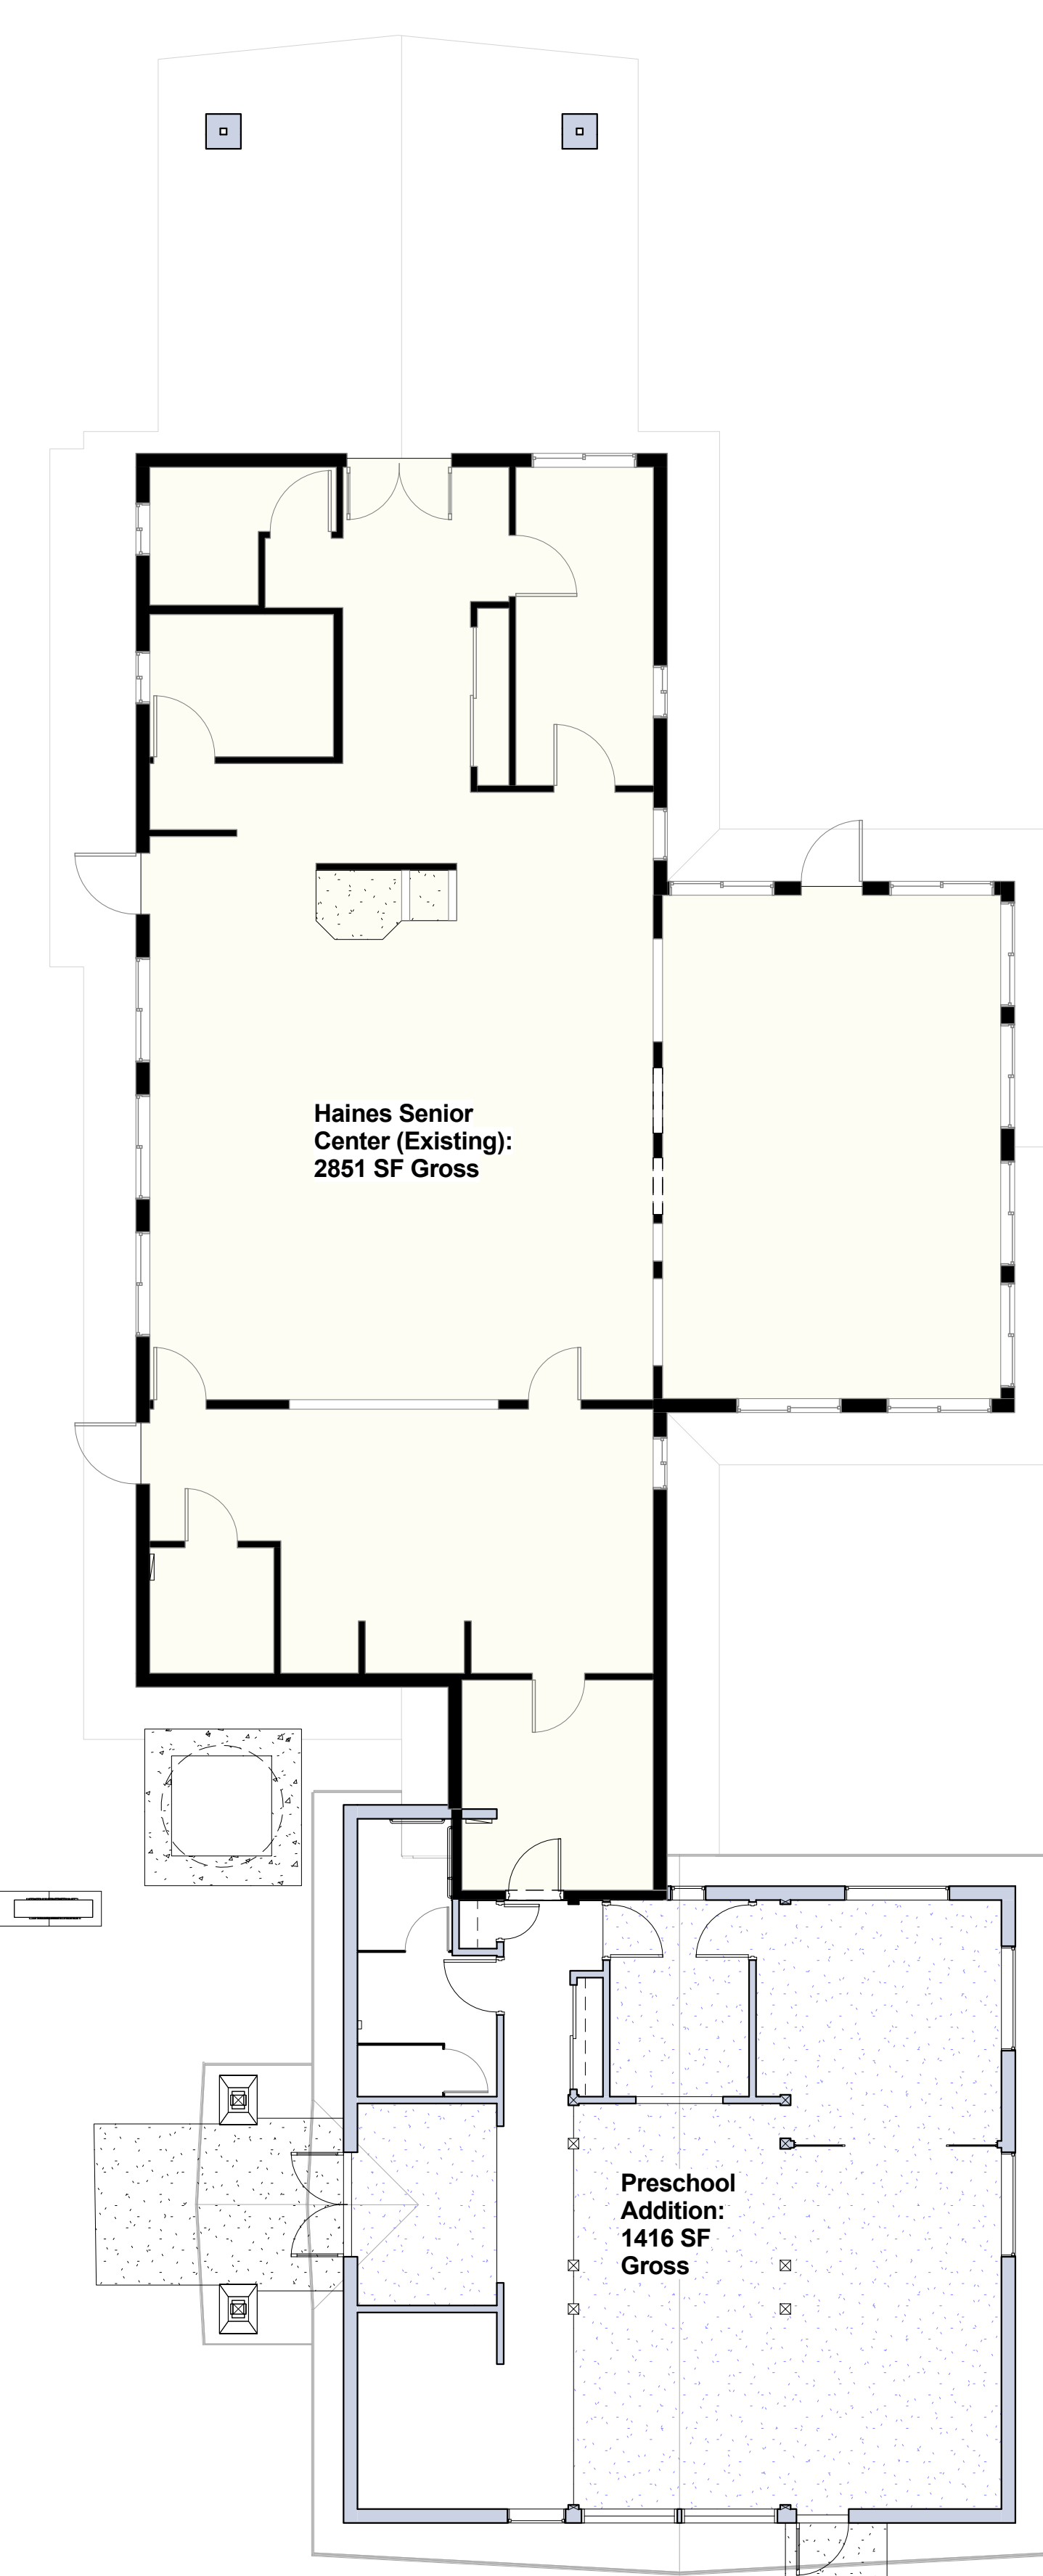 Haines Senior
Center (Existing):
2851 SF Gross
Preschool
Addition:
1416 SF
Gross